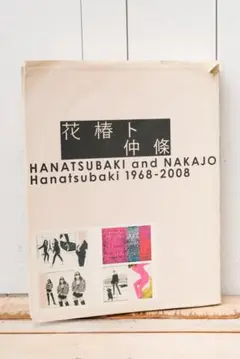 花椿ト
仲條
HANATSUBAKI and NAKAJO
Hanatsubaki 1968-2008